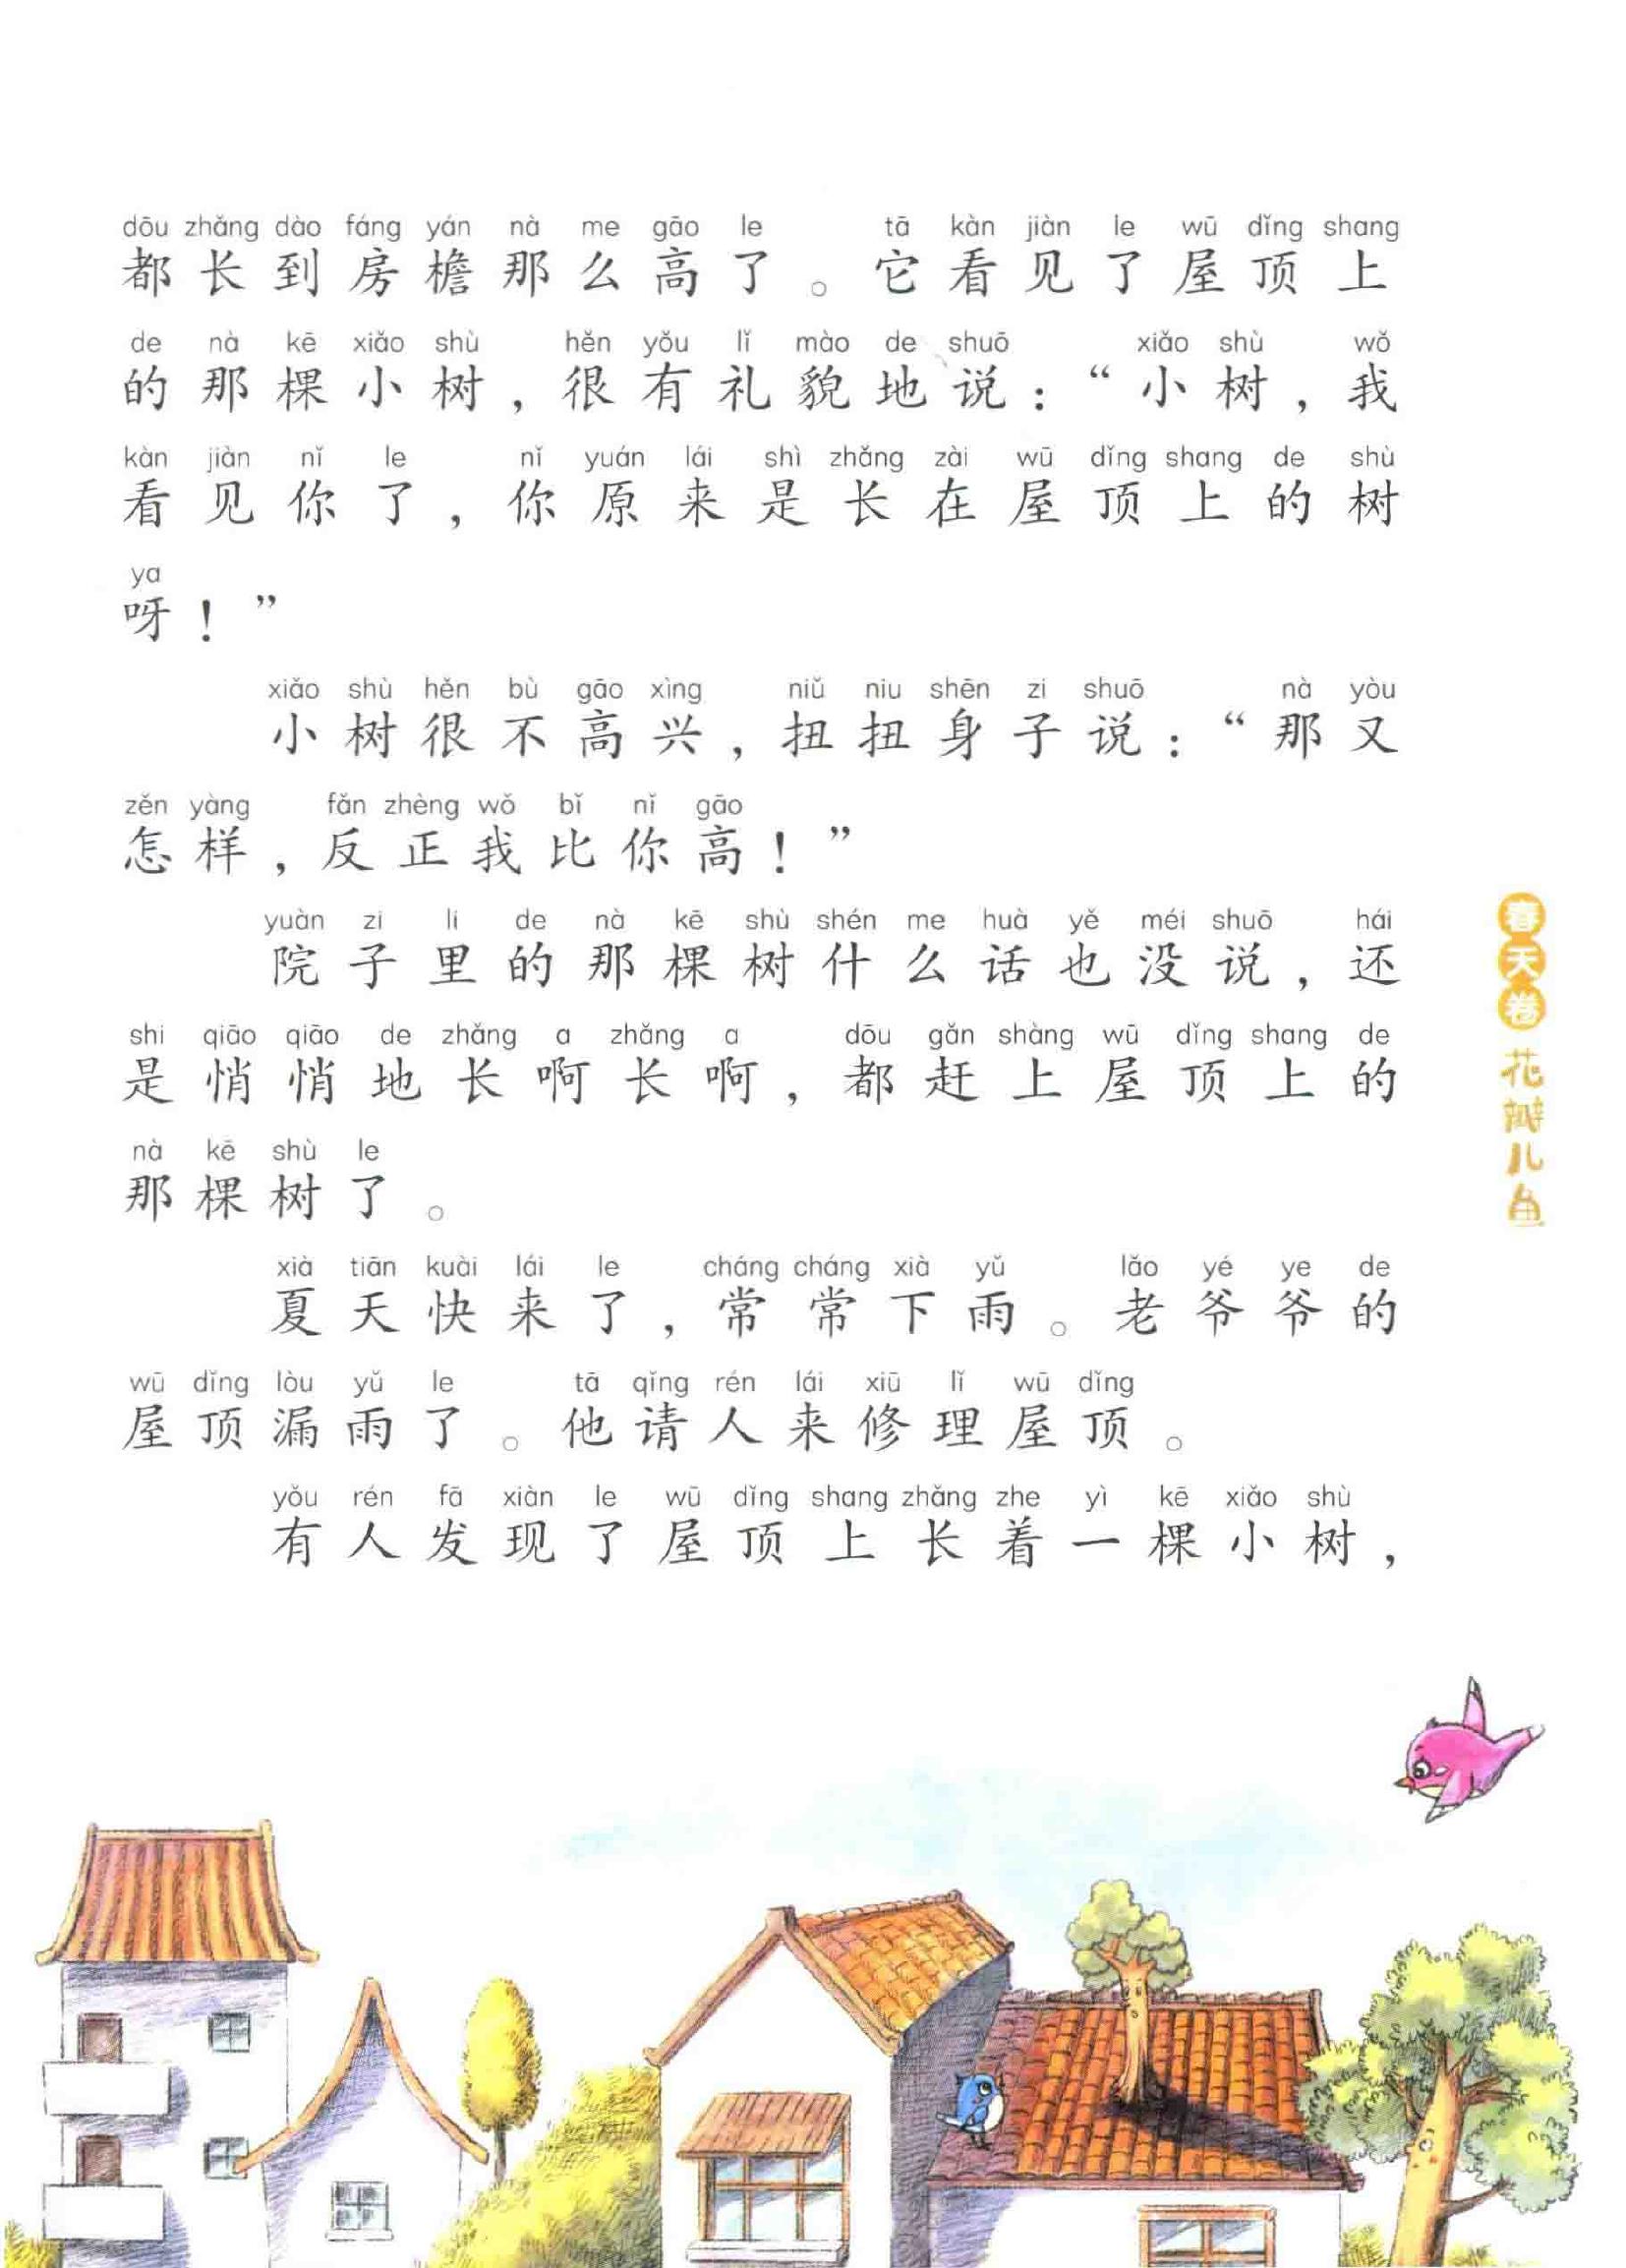 dōu zhǎng dào fáng yán nà me gāo le tā kàn jiàn le wū dǐng shang
都长到房檐那么高了。它看见了屋顶上
de nà kē xiǎo shù hěn yǒu lǐ mào de shuō xiǎo shù wǒ
的那棵小树，很有礼貌地说：“小树，我
kàn jiàn nǐ le nǐ yuán lái shì zhǎng zài wū dǐng shang de shù
看见你了，你原来是长在屋顶上的树
ya
呀！”
xiǎo shù hěn bù gāo xìng niǔ niu shēn zi shuō nà yòu
小树很不高兴，扭扭身子说：“那又
zěn yàng fǎn zhèng wǒ bǐ nǐ gāo
怎样，反正我比你高！”
yuàn zi li de nà kē shù shén me huà yě méi shuō hái
院子里的那棵树什么话也没说，还
shi qiāo qiāo de zhǎng a zhǎng a dōu gǎn shàng wū dǐng shang de
是悄悄地长啊长啊，都赶上屋顶上的
nà kē shù le
那棵树了。
xià tiān kuài lái le cháng cháng xià yǔ lǎo yé ye de
夏天快来了，常常下雨。老爷爷的
wū dǐng lòu yǔ le tā qǐng rén lái xiū lǐ wū dǐng
屋顶漏雨了。他请人来修理屋顶。
yǒu rén fā xiàn le wū dǐng shang zhǎng zhe yì kē xiǎo shù
有人发现了屋顶上长着一棵小树，
春天卷 花瓣儿鱼